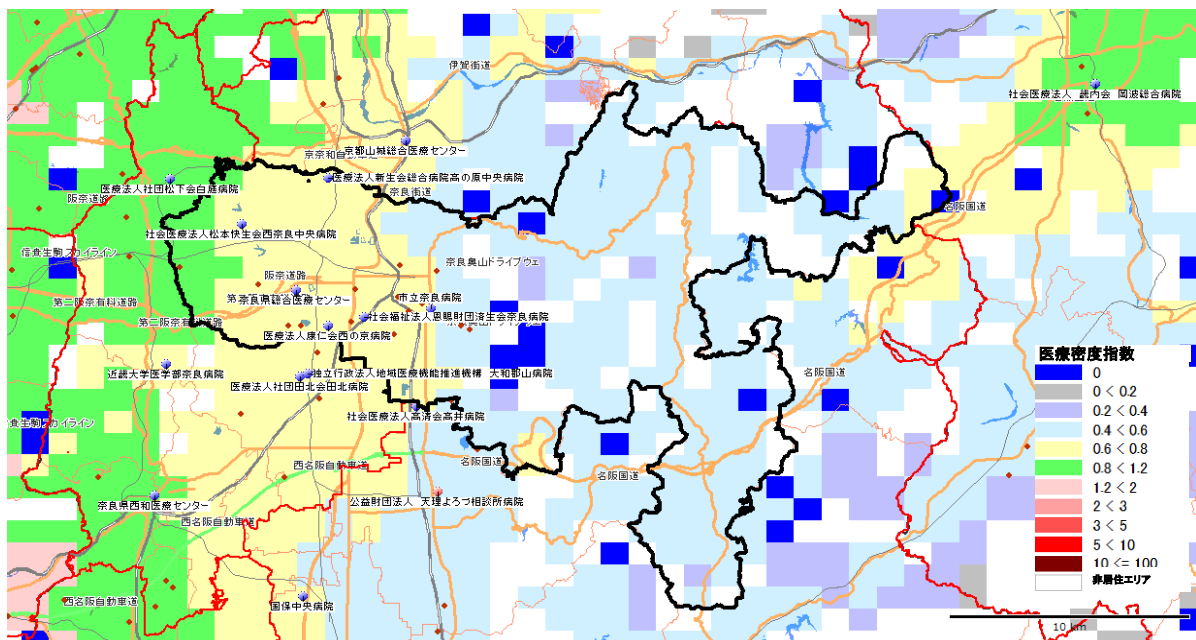 伊賀街道
社会医療法人 畿内会 岡波総合病院
京都山城総合医療センター
京奈和自動車道
医療法人社団松下会白庭病院
医療法人新生会総合病院高の原中央病院
阪奈道路
奈良街道
名阪国道
社会医療法人松本快生会西奈良中央病院
信貴生駒スカイライン
奈良奥山ドライブウェ
阪奈道路
奈良県総合医療センター
市立奈良病院
第二阪奈有料道路
社会福祉法人恩賜財団済生会奈良病院
第二阪奈有料道路
医療法人康仁会西の京病院
医療密度指数
0
0 < 0.2
0.2 < 0.4
0.4 < 0.6
0.6 < 0.8
0.8 < 1.2
1.2 < 2
2 < 3
3 < 5
5 < 10
10 <= 100
非居住エリア
近畿大学医学部奈良病院
独立行政法人地域医療機能推進機構 大和郡山病院
名阪国道
医療法人社団田北会田北病院
社会医療法人高清会高井病院
西名阪自動車道
名阪国道
名阪国道
奈良県西和医療センター
公益財団法人 天理よろづ相談所病院
西名阪自動車道
西名阪自動車道
国保中央病院
10 km